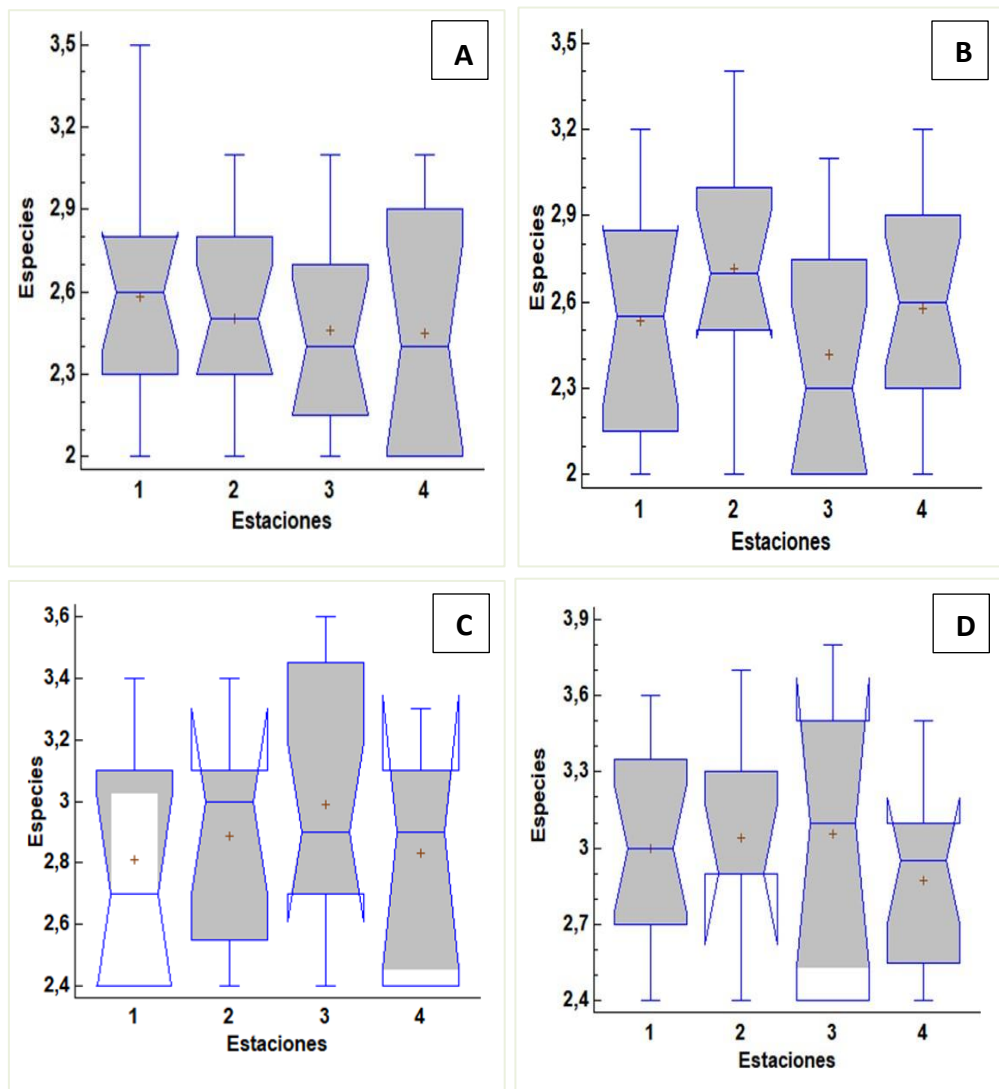 A
3,5
3,2
2,9
2,6
2,3
2
Especies
1 2 3 4
Estaciones
B
3,5
3,2
2,9
2,6
2,3
2
Especies
1 2 3 4
Estaciones
C
3,6
3,4
3,2
3
2,8
2,6
2,4
Especies
1 2 3 4
Estaciones
D
3,9
3,6
3,3
3
2,7
2,4
Especies
1 2 3 4
Estaciones